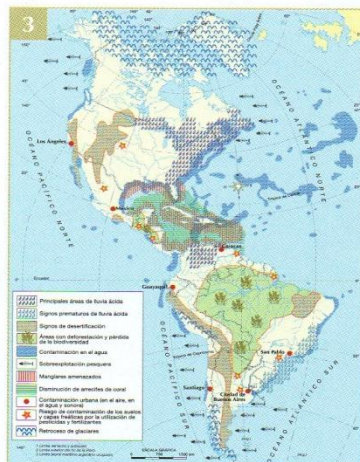 3
OCÉANO PACÍFICO NORTE
OCÉANO ATLÁNTICO NORTE
Los Ángeles
México
Caracas
Ecuador
Guayaquil
San Pablo
Santiago
Ciudad de
Buenos Aires
OCÉANO PACÍFICO SUR
OCÉANO ATLÁNTICO SUR
Principales áreas de lluvia ácida
Signos prematuros de lluvia ácida
Signos de desertificación
Áreas con deforestación y pérdida
de la biodiversidad
Contaminación en el agua
Sobreexplotación pesquera
Manglares amenazados
Disminución de arrecifes de coral
Contaminación urbana (en el aire, en
el agua y sonora)
Riesgo de contaminación de los suelos
y capas freáticas por la utilización de
pesticidas y fertilizantes
Retroceso de glaciares
ESCALA GRÁFICA